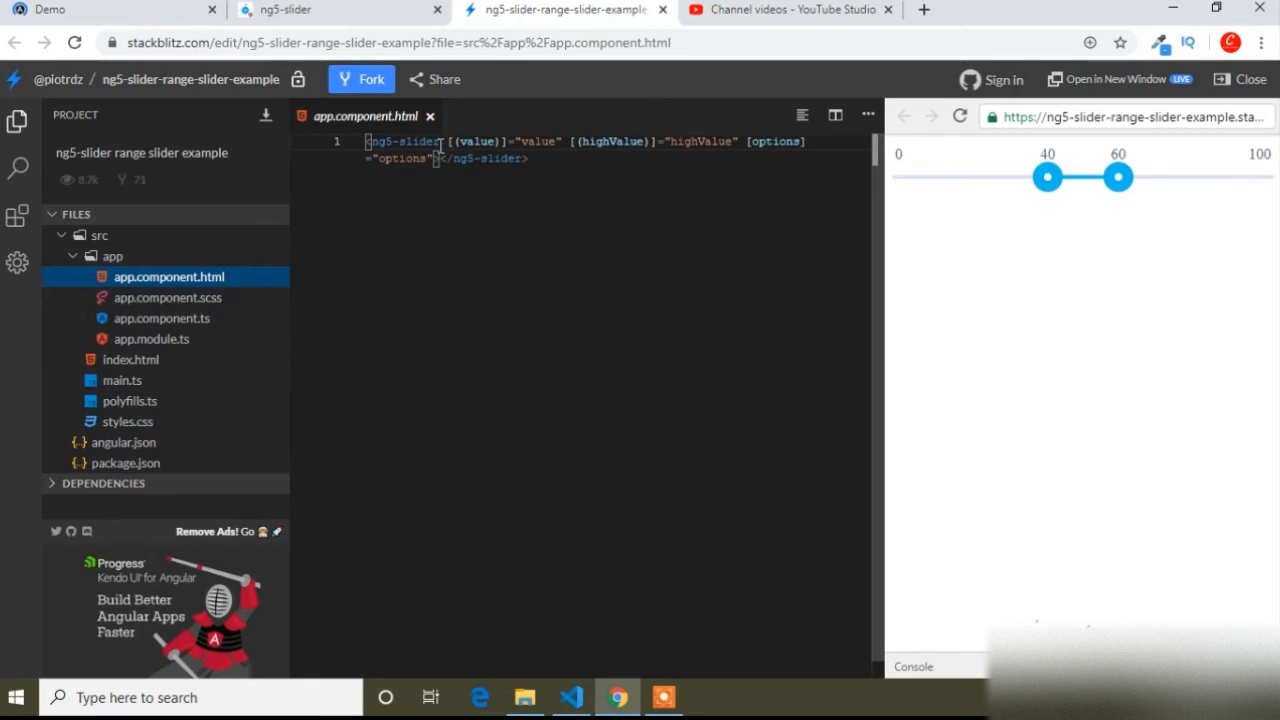 Demo
ng5-slider
ng5-slider-range-slider-example
Channel videos - YouTube Studio
stackblitz.com/edit/ng5-slider-range-slider-example?file=src%2Fapp%2Fapp.component.html
IQ
@piotrdz / ng5-slider-range-slider-example
Fork
Share
Sign in
Open in New Window LIVE
Close
PROJECT
ng5-slider range slider example
8.7k
71
FILES
src
app
app.component.html
app.component.scss
app.component.ts
app.module.ts
index.html
main.ts
polyfills.ts
styles.css
angular.json
package.json
DEPENDENCIES
Remove Ads! Go
Progress
Kendo UI for Angular
Build Better
Angular Apps
Faster
app.component.html
1 <ng5-slider [(value)]="value" [(highValue)]="highValue" [options]
="options"></ng5-slider>
https://ng5-slider-range-slider-example.sta...
0 40 60 100
Console
Type here to search